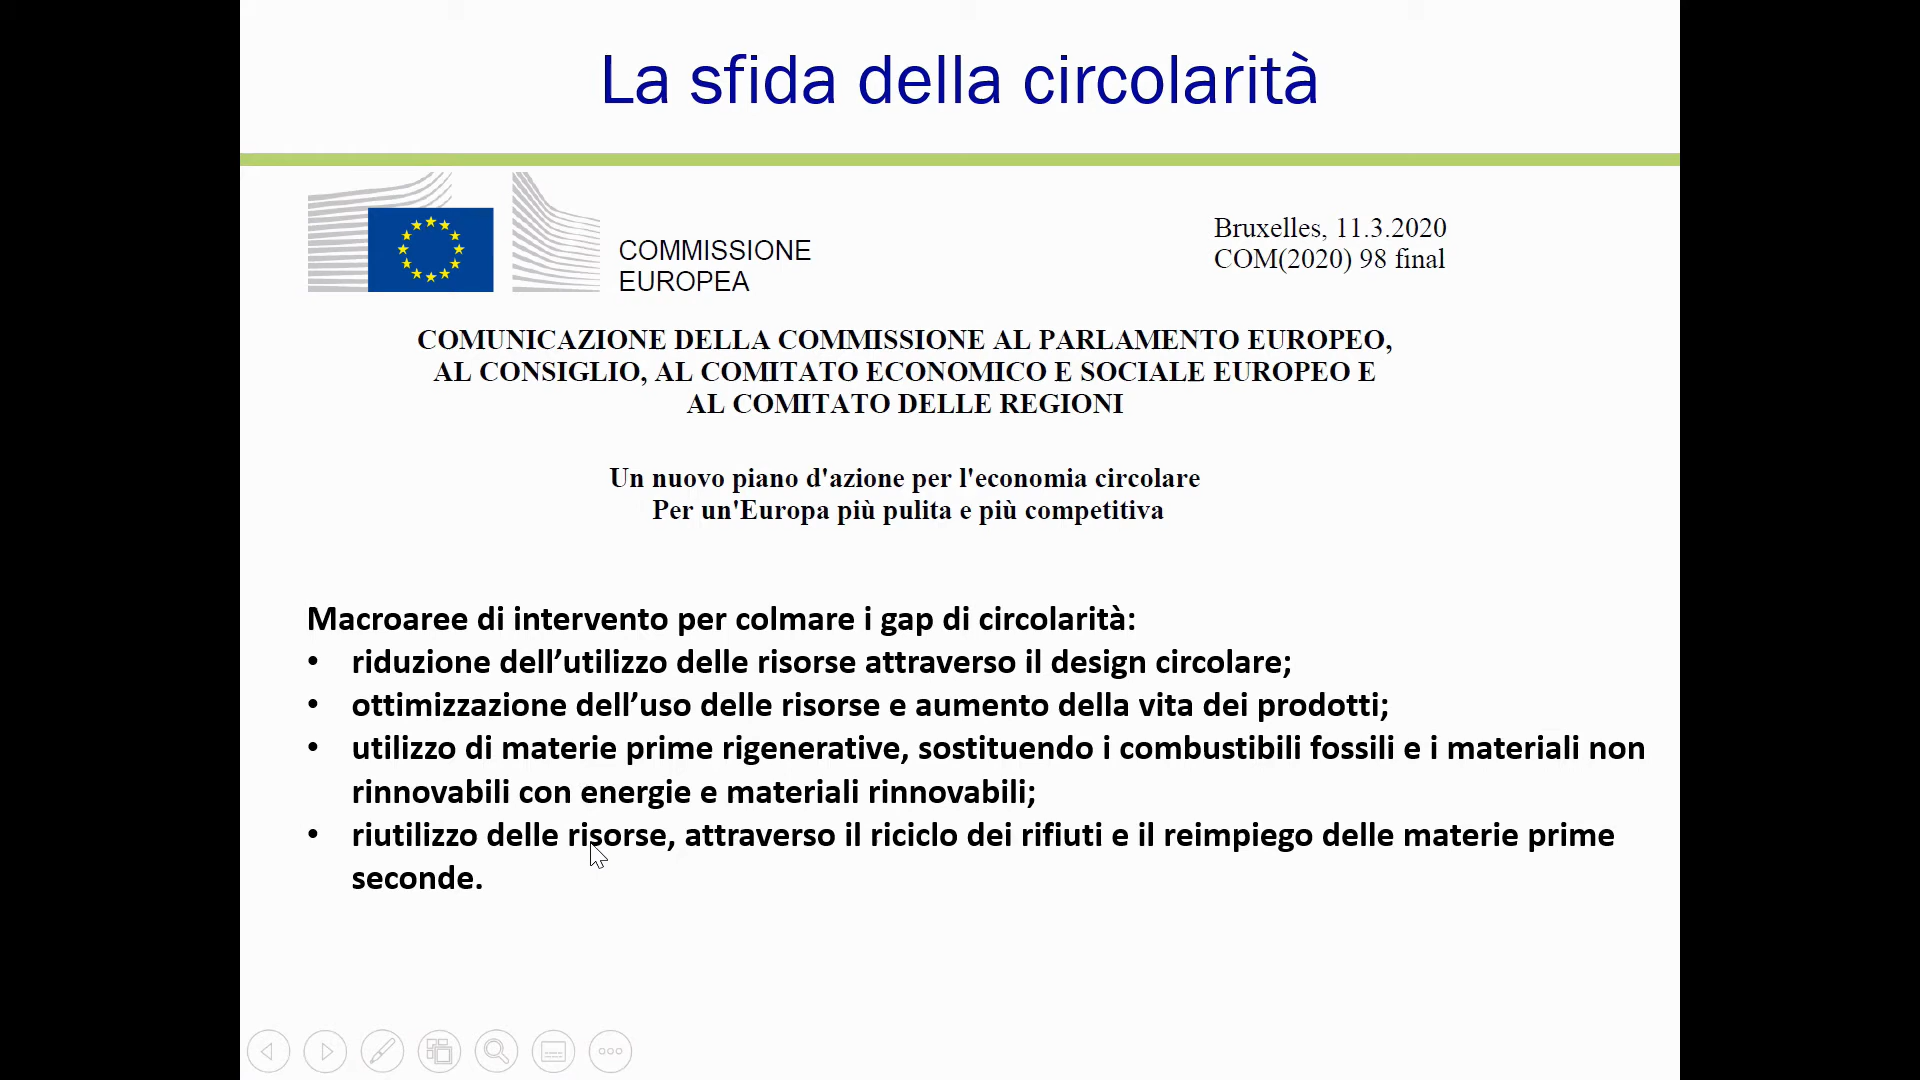 La sfida della circolarità
COMMISSIONE
EUROPEA
Bruxelles, 11.3.2020
COM(2020) 98 final
COMUNICAZIONE DELLA COMMISSIONE AL PARLAMENTO EUROPEO,
AL CONSIGLIO, AL COMITATO ECONOMICO E SOCIALE EUROPEO E
AL COMITATO DELLE REGIONI
Un nuovo piano d'azione per l'economia circolare
Per un'Europa più pulita e più competitiva
Macroaree di intervento per colmare i gap di circolarità:
• riduzione dell’utilizzo delle risorse attraverso il design circolare;
• ottimizzazione dell’uso delle risorse e aumento della vita dei prodotti;
• utilizzo di materie prime rigenerative, sostituendo i combustibili fossili e i materiali non
rinnovabili con energie e materiali rinnovabili;
• riutilizzo delle risorse, attraverso il riciclo dei rifiuti e il reimpiego delle materie prime
seconde.